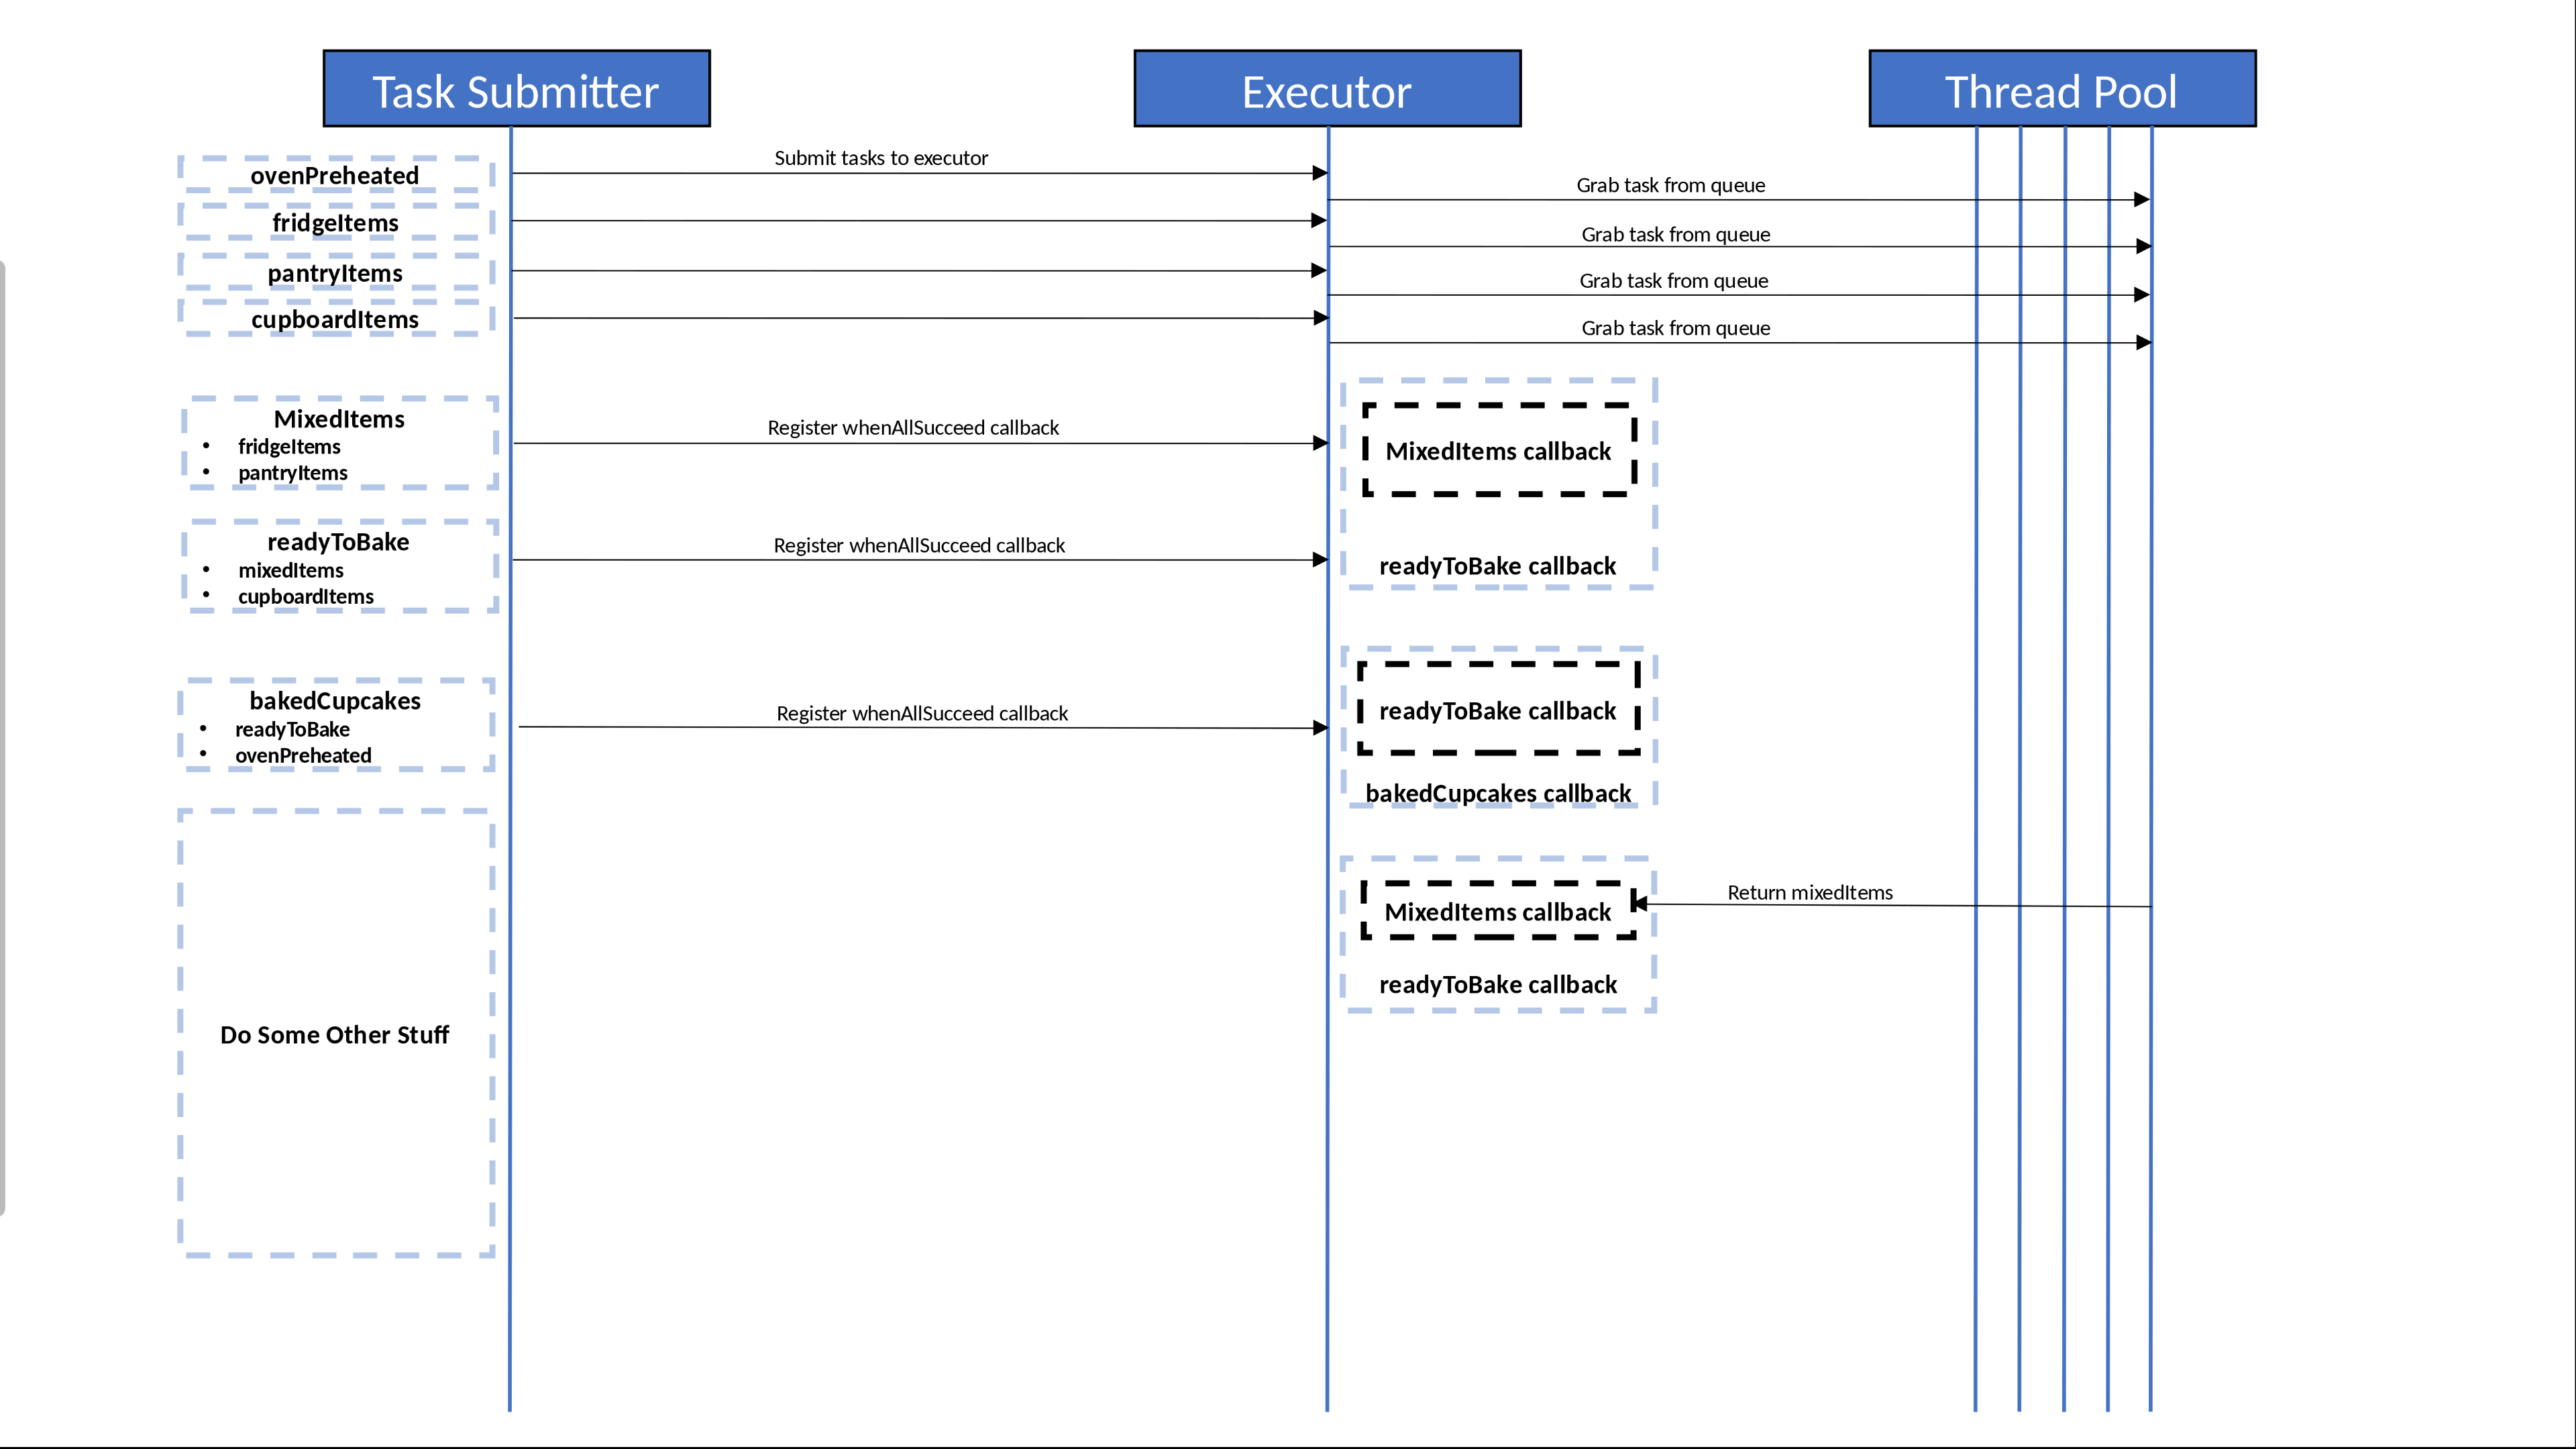 Task Submitter
Executor
Thread Pool
ovenPreheated
Submit tasks to executor
Grab task from queue
fridgeItems
Grab task from queue
pantryItems
Grab task from queue
cupboardItems
Grab task from queue
MixedItems
• fridgeItems
• pantryItems
Register whenAllSucceed callback
MixedItems callback
readyToBake
• mixedItems
• cupboardItems
Register whenAllSucceed callback
readyToBake callback
bakedCupcakes
• readyToBake
• ovenPreheated
Register whenAllSucceed callback
readyToBake callback
bakedCupcakes callback
Return mixedItems
MixedItems callback
readyToBake callback
Do Some Other Stuff